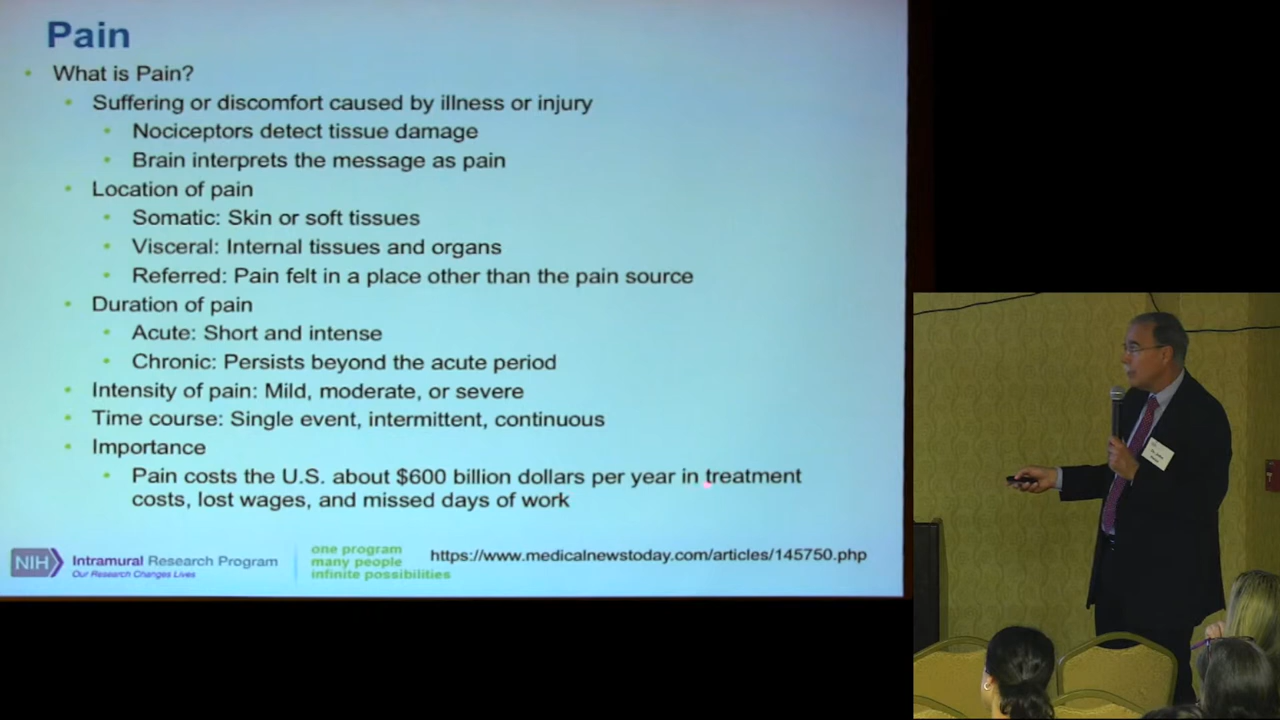 Pain
• What is Pain?
• Suffering or discomfort caused by illness or injury
• Nociceptors detect tissue damage
• Brain interprets the message as pain
• Location of pain
• Somatic: Skin or soft tissues
• Visceral: Internal tissues and organs
• Referred: Pain felt in a place other than the pain source
• Duration of pain
• Acute: Short and intense
• Chronic: Persists beyond the acute period
• Intensity of pain: Mild, moderate, or severe
• Time course: Single event, intermittent, continuous
• Importance
• Pain costs the U.S. about $600 billion dollars per year in treatment
costs, lost wages, and missed days of work
NIH
Intramural Research Program
Our Research Changes Lives
one program
many people
infinite possibilities
https://www.medicalnewstoday.com/articles/145750.php